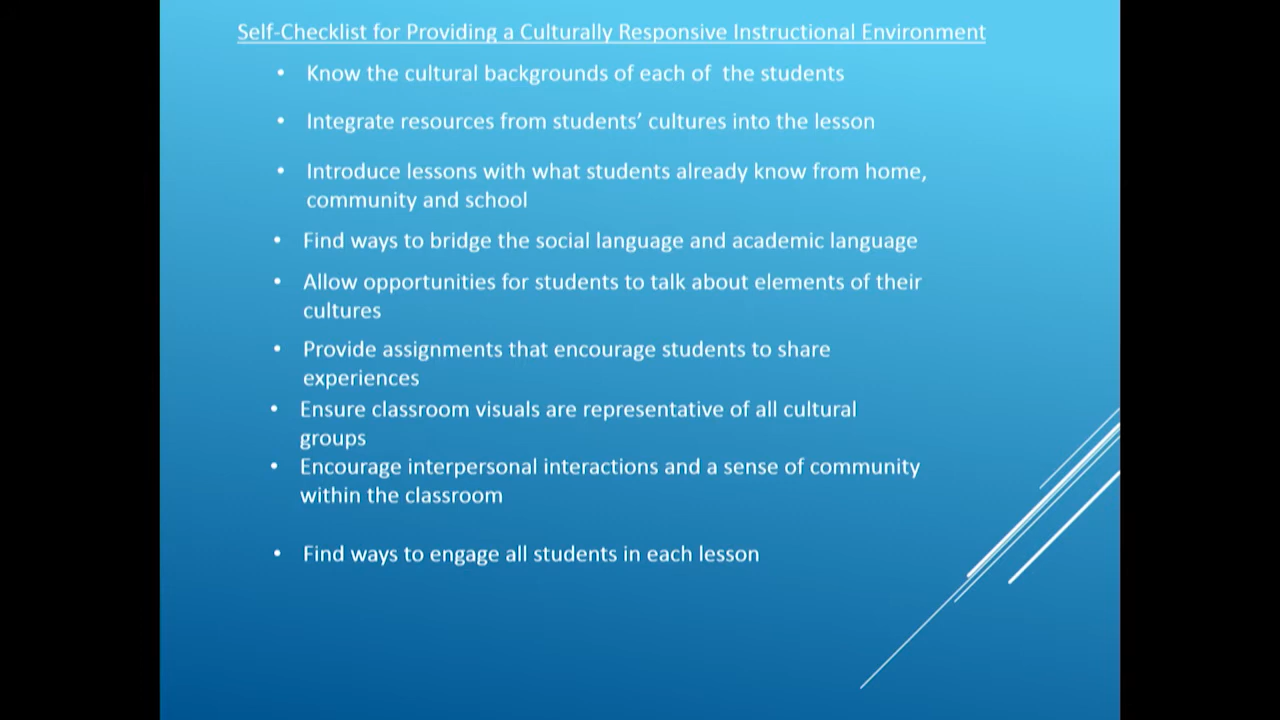 Self-Checklist for Providing a Culturally Responsive Instructional Environment
• Know the cultural backgrounds of each of  the students
• Integrate resources from students’ cultures into the lesson
• Introduce lessons with what students already know from home,
community and school
• Find ways to bridge the social language and academic language
• Allow opportunities for students to talk about elements of their
cultures
• Provide assignments that encourage students to share
experiences
• Ensure classroom visuals are representative of all cultural
groups
• Encourage interpersonal interactions and a sense of community
within the classroom
• Find ways to engage all students in each lesson